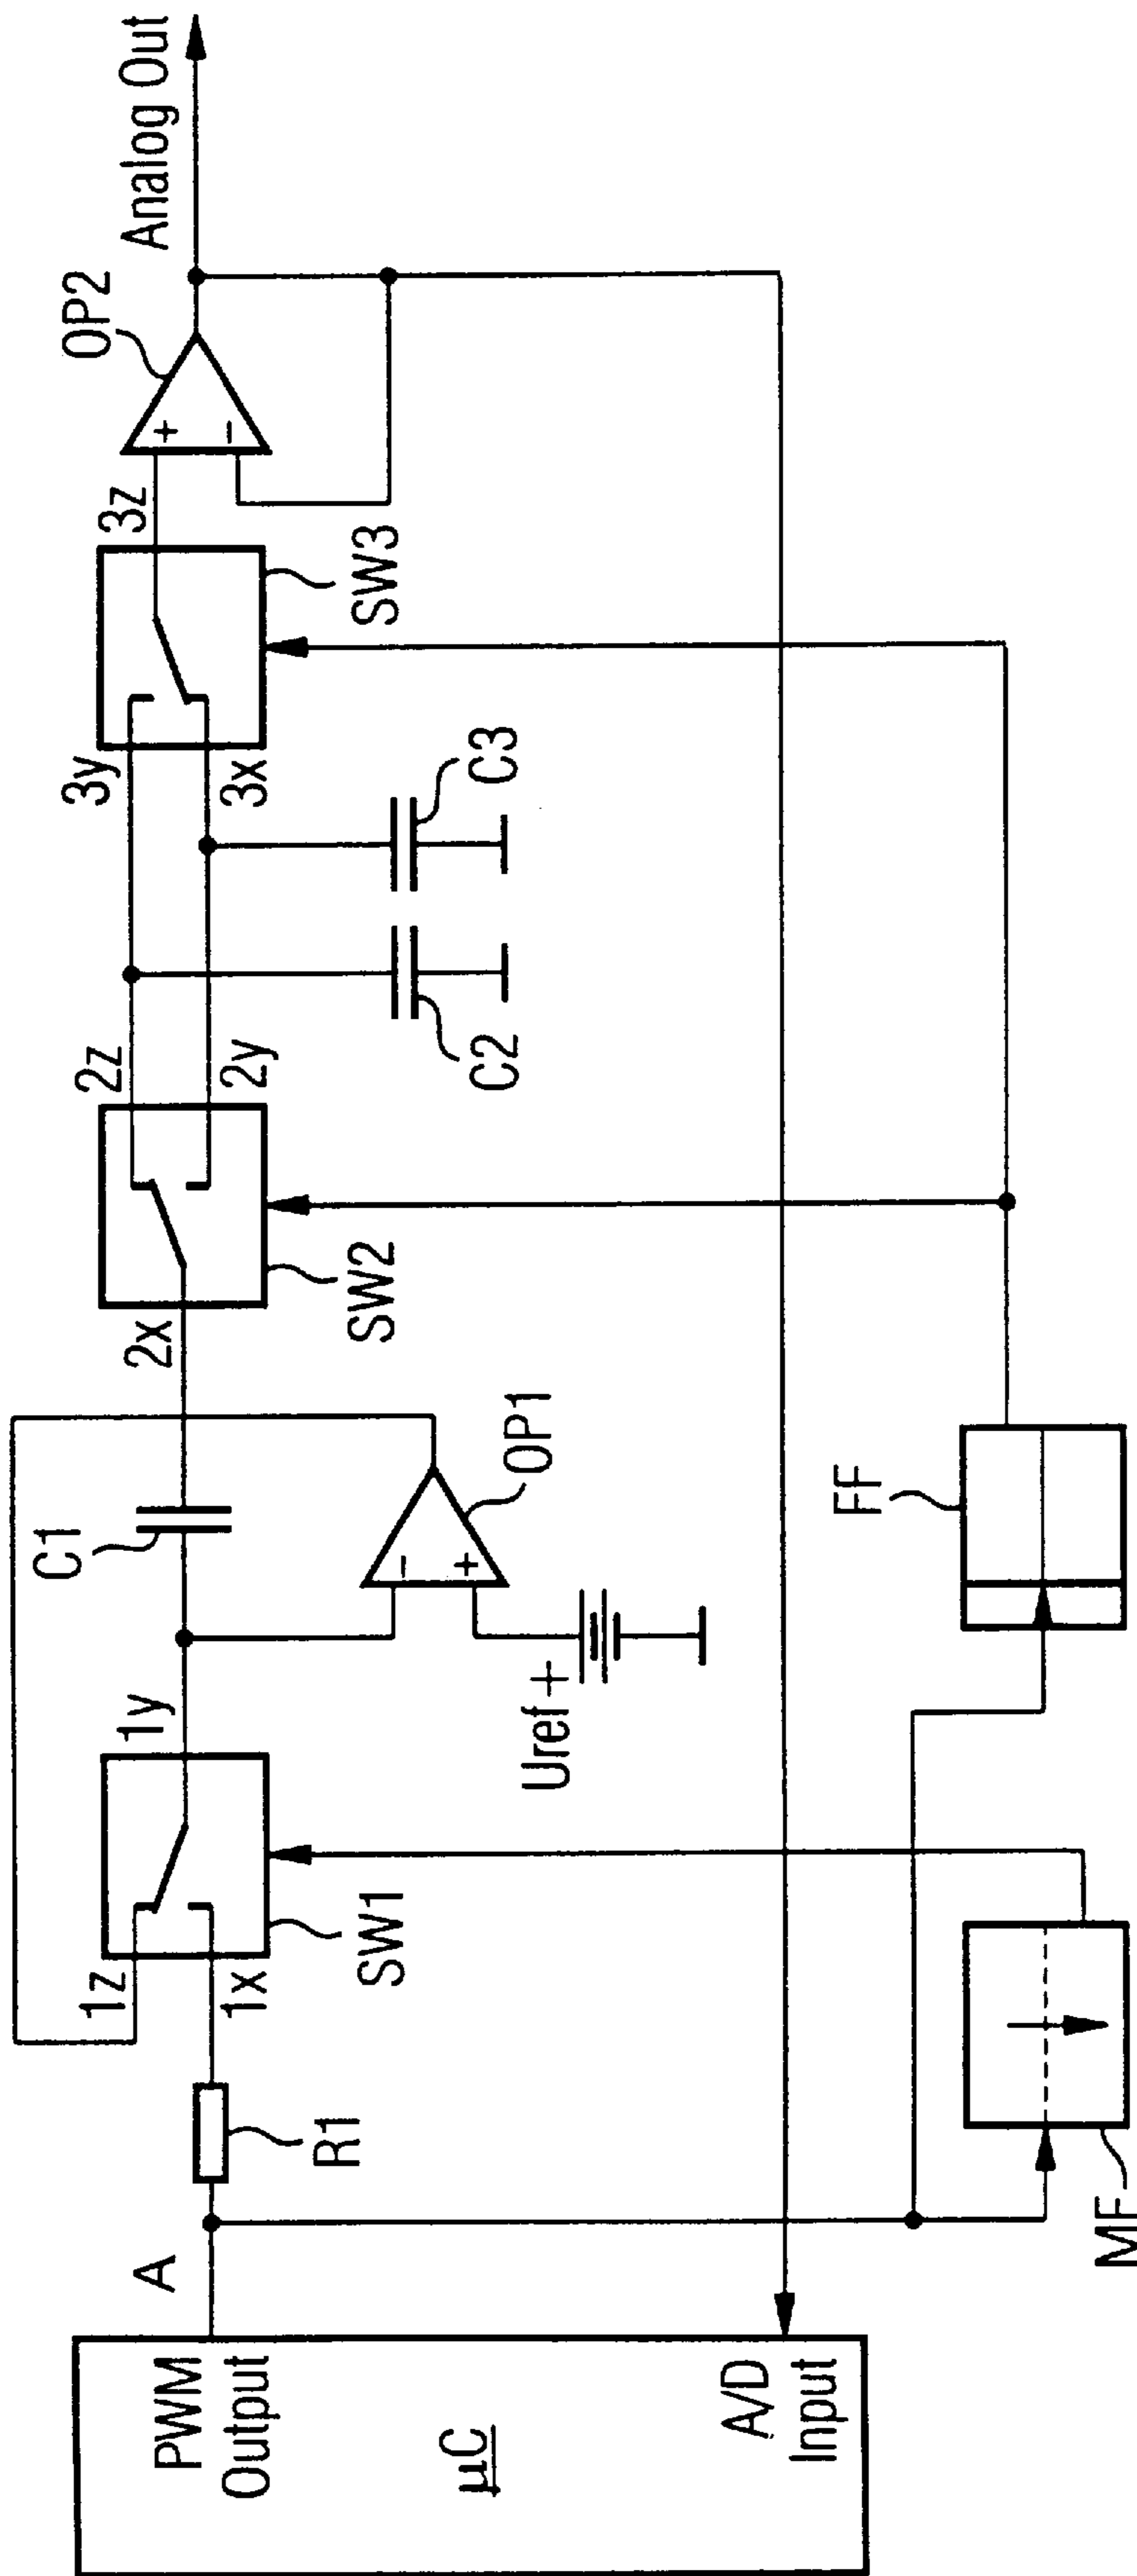 PWM
Output
µC
A/D
Input
A
R1
1z
1x
SW1
1y
C1
-
+
OP1
Uref+
2x
SW2
2z
2y
C2
C3
3y
3x
SW3
3z
+
-
OP2
Analog Out
MF
FF